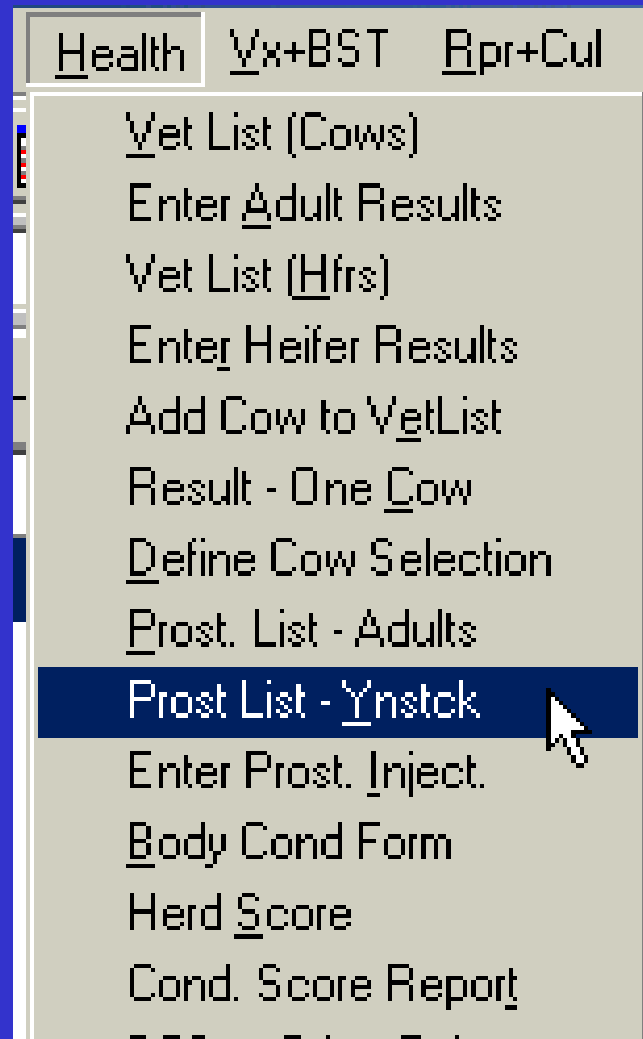 Health Vx+BST Rpr+Cul
Vet List (Cows)
Enter Adult Results
Vet List (Hfrs)
Enter Heifer Results
Add Cow to VetList
Result - One Cow
Define Cow Selection
Prost. List - Adults
Prost List - Ynstck
Enter Prost. Inject.
Body Cond Form
Herd Score
Cond. Score Report